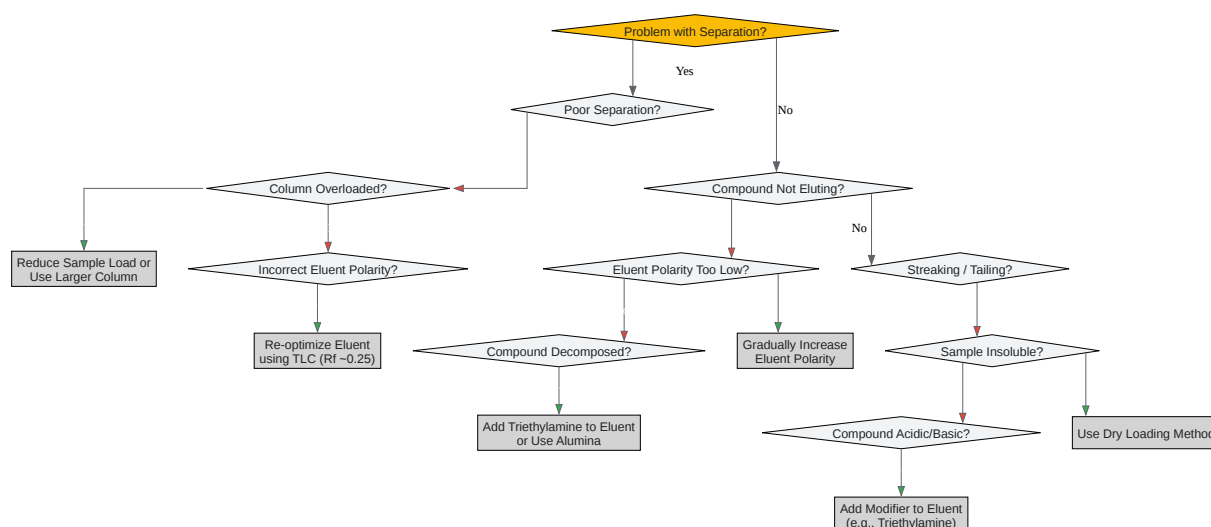 Problem with Separation?
Yes
Poor Separation?
No
Column Overloaded?
Compound Not Eluting?
No
Reduce Sample Load or
Use Larger Column
Incorrect Eluent Polarity?
Eluent Polarity Too Low?
Streaking / Tailing?
Re-optimize Eluent
using TLC (Rf ~0.25)
Compound Decomposed?
Gradually Increase
Eluent Polarity
Sample Insoluble?
Add Triethylamine to Eluent
or Use Alumina
Compound Acidic/Basic?
Use Dry Loading Method
Add Modifier to Eluent
(e.g., Triethylamine)